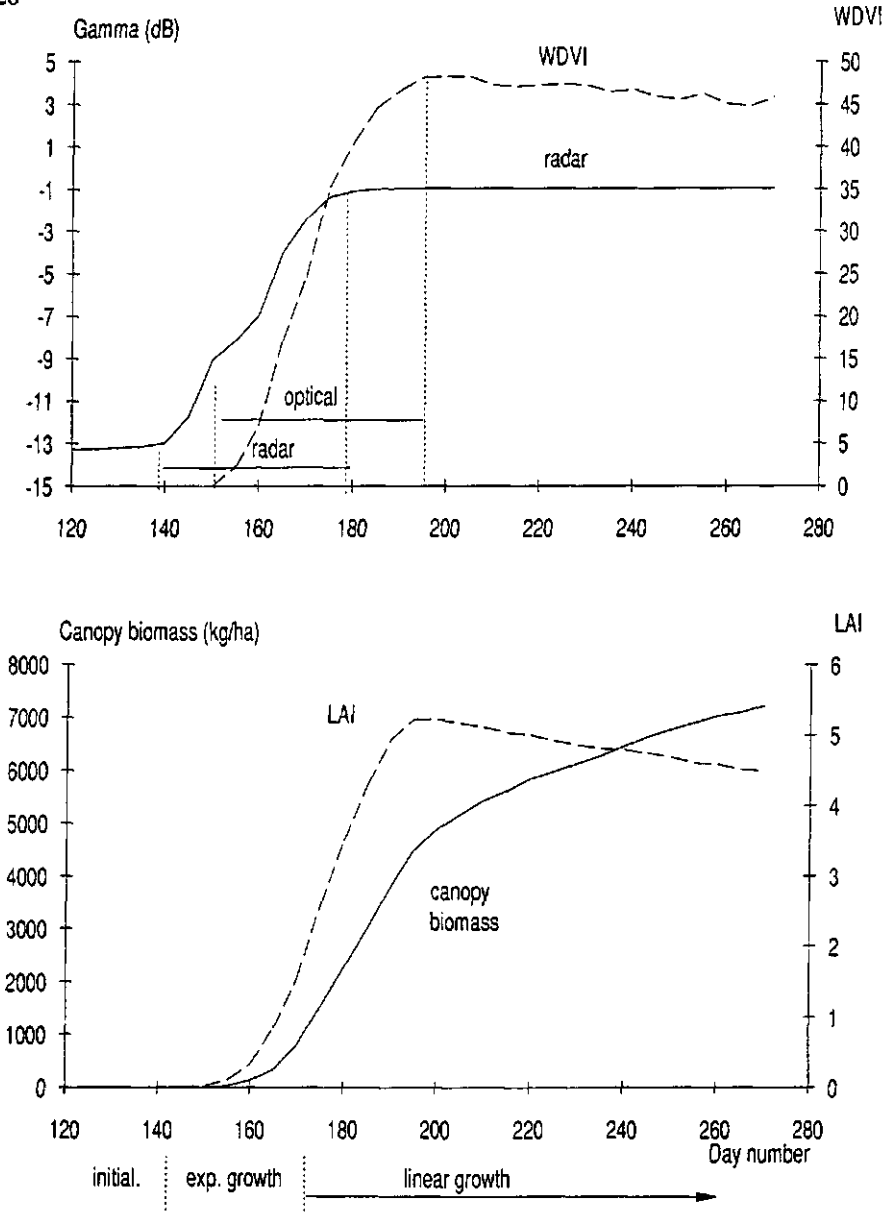 Gamma (dB)
WDVI
5
3
1
-1
-3
-5
-7
-9
-11
-13
-15
50
45
40
35
30
25
20
15
10
5
0
WDVI
radar
optical
radar
120 140 160 180 200 220 240 260 280
Canopy biomass (kg/ha)
LAI
8000
7000
6000
5000
4000
3000
2000
1000
0
6
5
4
3
2
1
0
LAI
canopy
biomass
120 140 160 180 200 220 240 260 280
Day number
initial. exp. growth linear growth